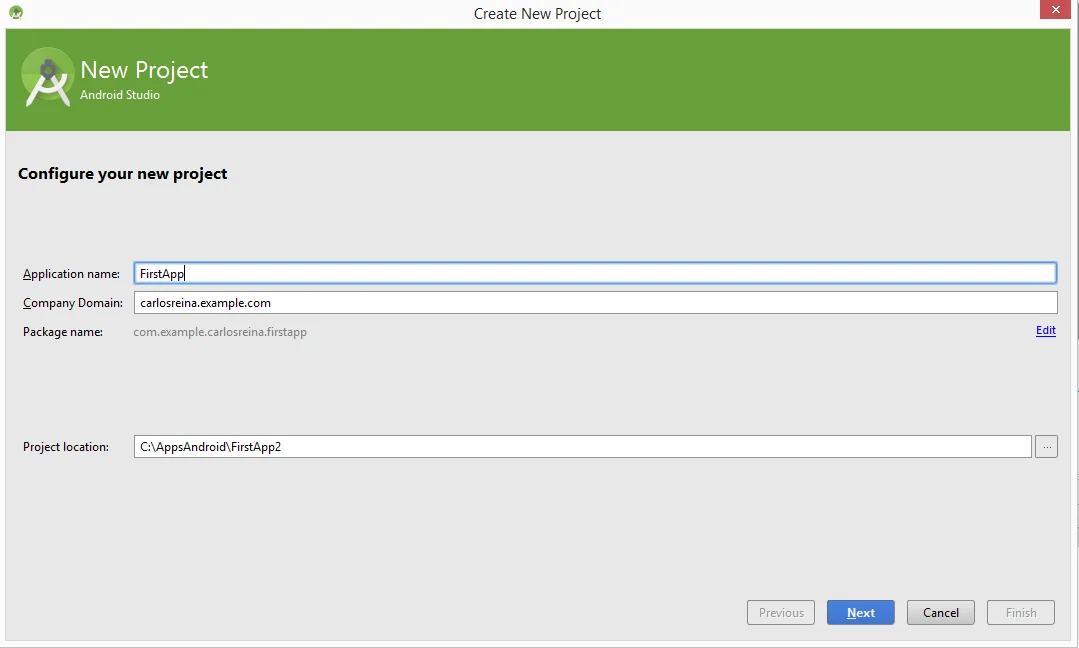 Create New Project
New Project
Android Studio
Configure your new project
Application name: FirstApp
Company Domain: carlosreina.example.com
Package name: com.example.carlosreina.firstapp Edit
Project location: C:\AppsAndroid\FirstApp2 ...
Previous Next Cancel Finish